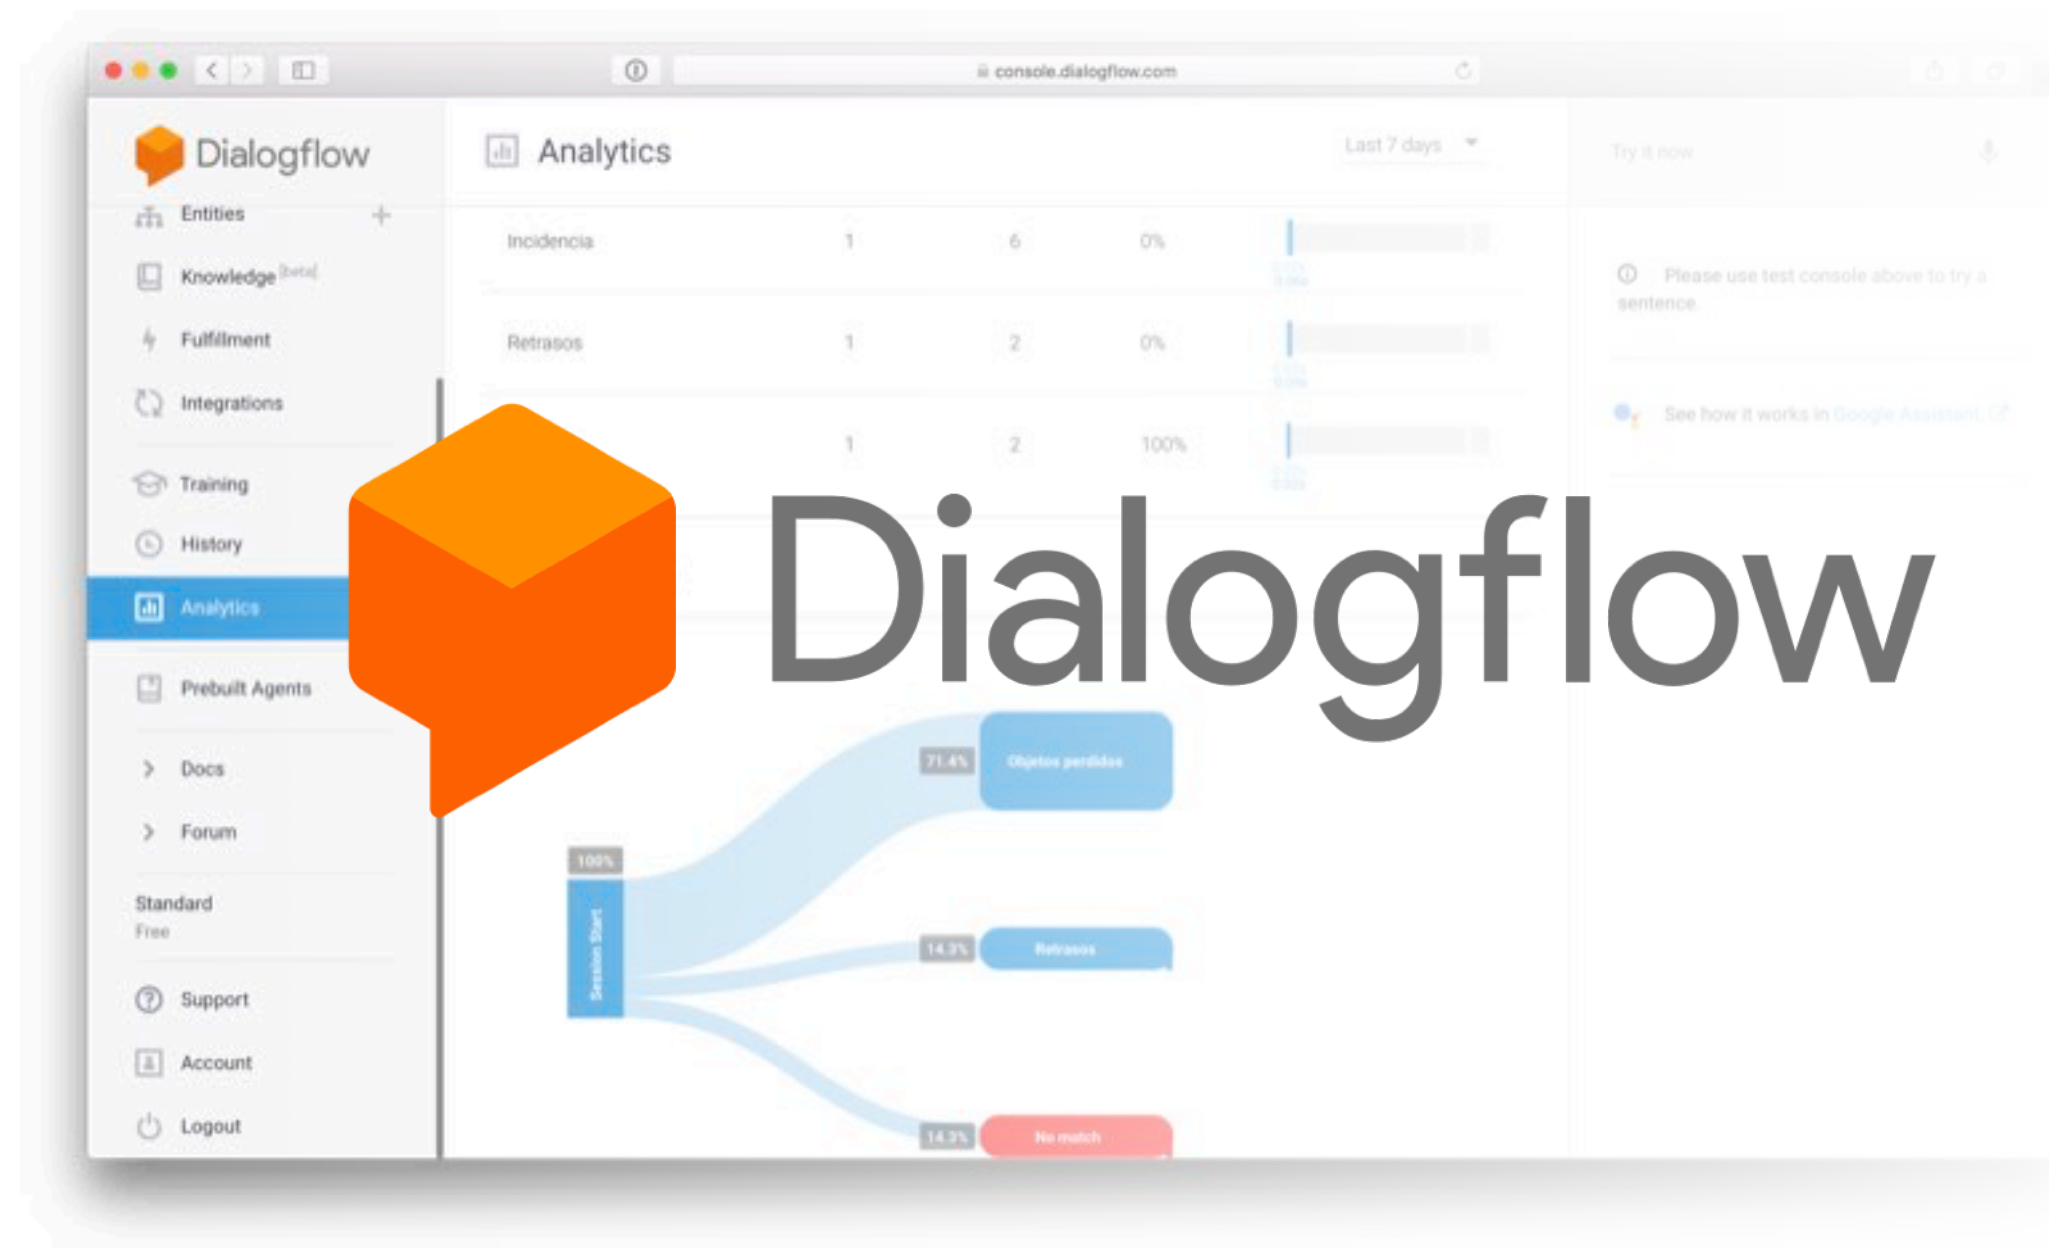 console.dialogflow.com
Dialogflow
Analytics
Last 7 days
Try it now
Entities
Knowledge [beta]
Fulfillment
Integrations
Training
History
Analytics
Prebuilt Agents
Docs
Forum
Standard
Free
Support
Account
Logout
Incidencia 1 6 0%
Retrasos 1 2 0%
1 2 100%
Please use test console above to try a
sentence.
See how it works in Google Assistant.
Dialogflow
100%
Session Start
71.4% Objetos perdidos
14.3% Retrasos
14.3% No match